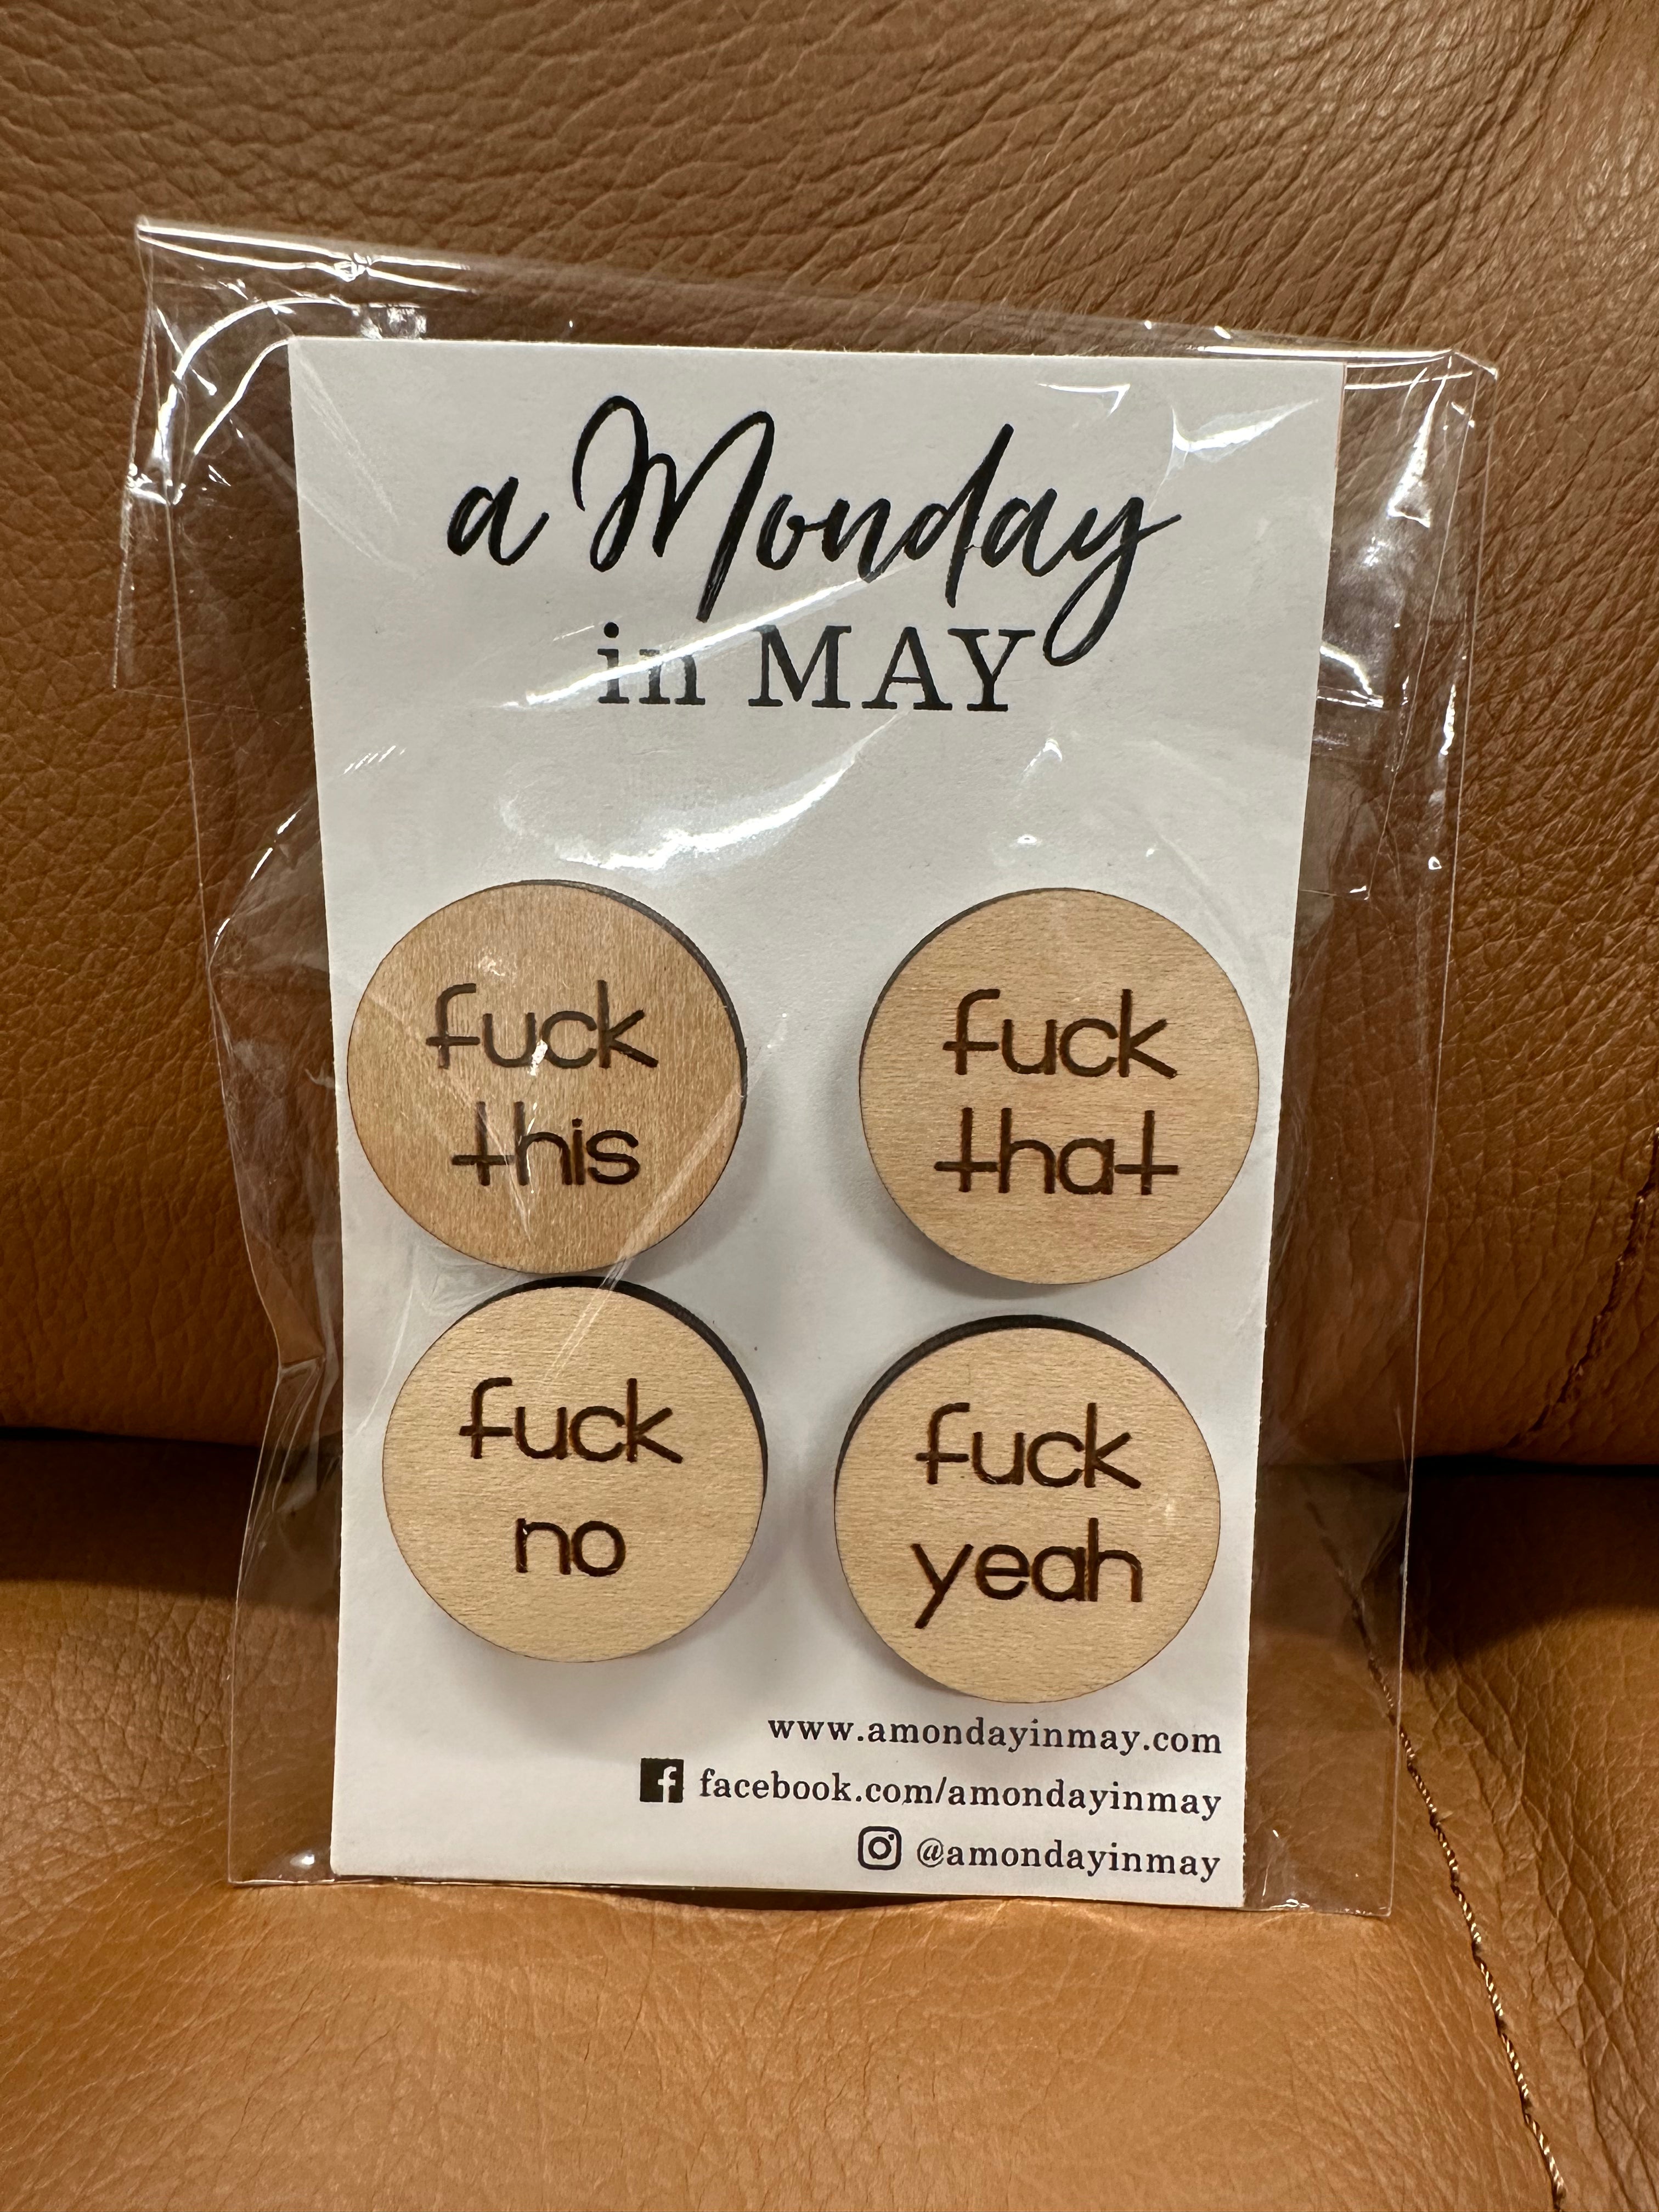 a Monday
in MAY
fuck
this
fuck
that
fuck
no
fuck
yeah
www.amondayinmay.com
facebook.com/amondayinmay
@amondayinmay